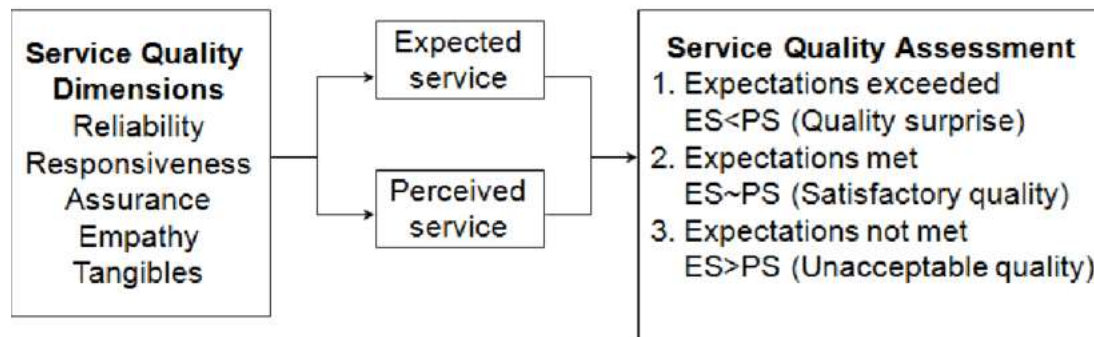 Service Quality
Dimensions
Reliability
Responsiveness
Assurance
Empathy
Tangibles
Expected
service
Perceived
service
Service Quality Assessment
1. Expectations exceeded
ES<PS (Quality surprise)
2. Expectations met
ES~PS (Satisfactory quality)
3. Expectations not met
ES>PS (Unacceptable quality)